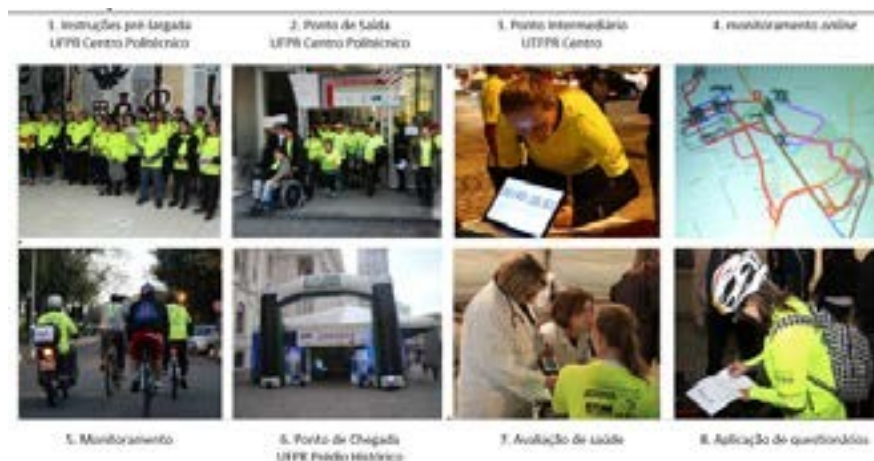 1. Instruções pré-largada
UFPR Centro Politécnico
2. Ponto de Saída
UFPR Centro Politécnico
3. Ponto Intermediário
UTFPR Centro
4. monitoramento online
5. Monitoramento
6. Ponto de Chegada
UFPR Prédio Histórico
7. Avaliação de saúde
8. Aplicação de questionários